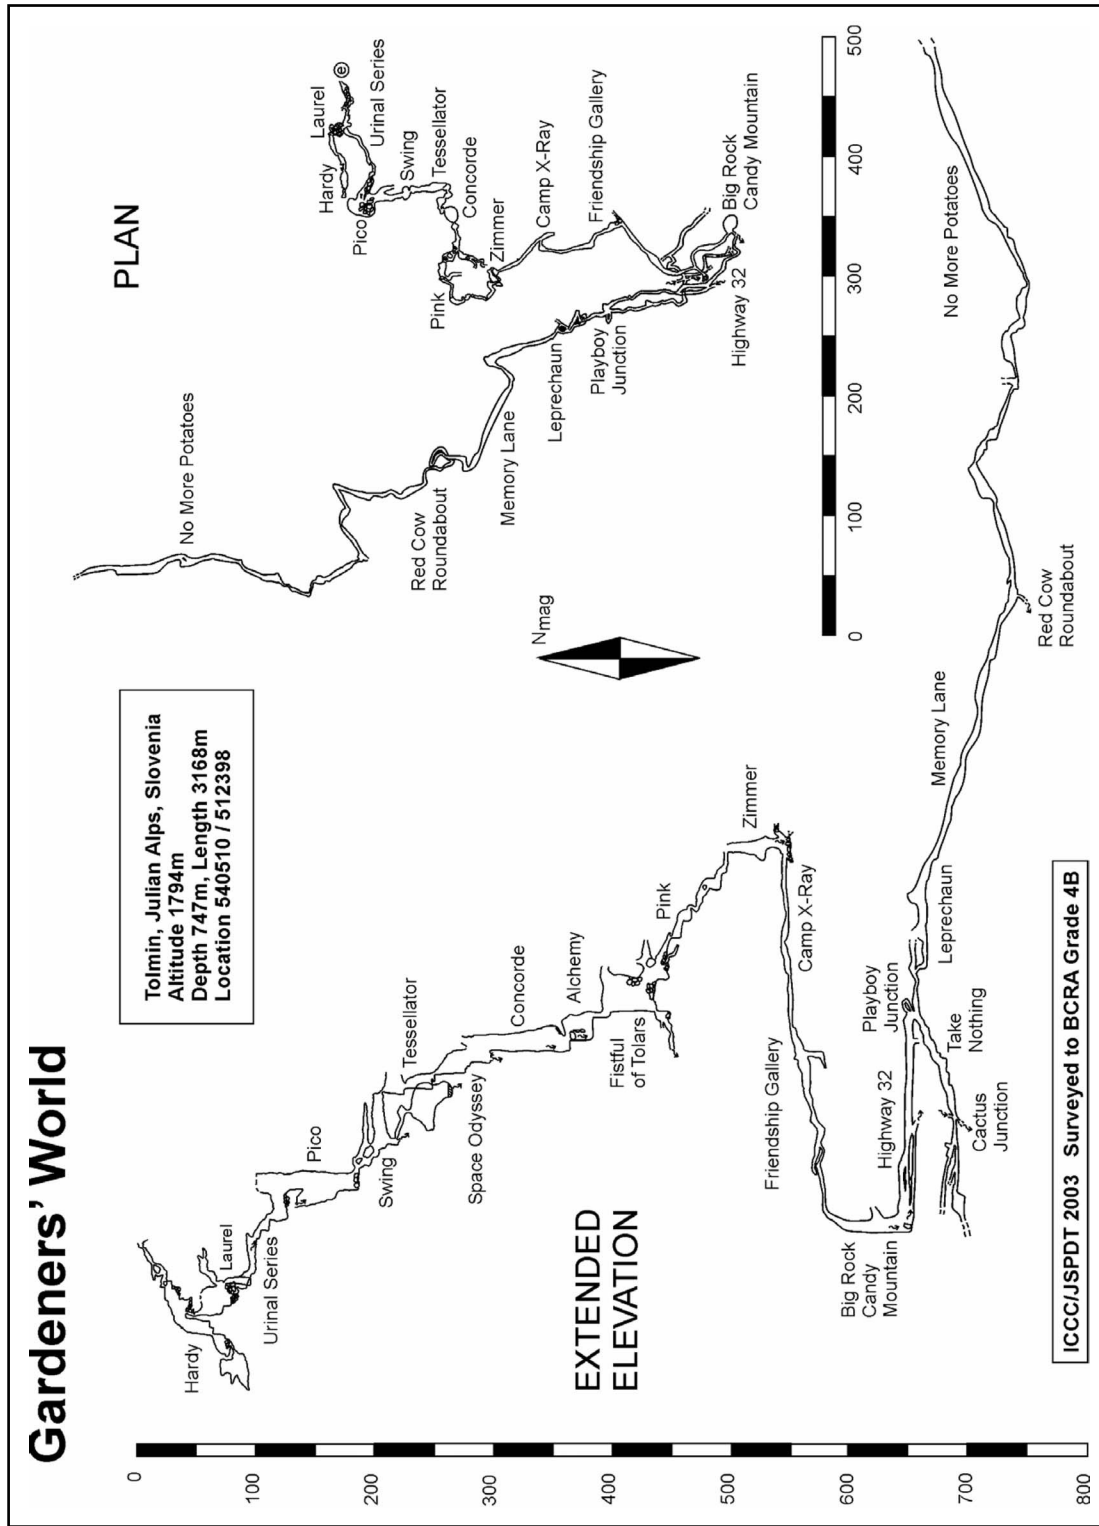 Gardeners' World
Tolmin, Julian Alps, Slovenia
Altitude 1794m
Depth 747m, Length 3168m
Location 540510 / 512398
PLAN
Hardy
Laurel
e
Urinal Series
Pico
Swing
Tessellator
Concorde
Pink
Zimmer
Camp X-Ray
Friendship Gallery
Big Rock
Candy Mountain
Highway 32
Playboy
Junction
Leprechaun
Memory Lane
Red Cow
Roundabout
No More Potatoes
Nmag
0
100
200
300
400
500
EXTENDED
ELEVATION
0
100
200
300
400
500
600
700
800
Hardy
Laurel
Urinal Series
Pico
Swing
Space Odyssey
Tessellator
Concorde
Alchemy
Fistful
of Tolars
Pink
Zimmer
Camp X-Ray
Friendship Gallery
Big Rock
Candy
Mountain
Highway 32
Playboy
Junction
Cactus
Junction
Take
Nothing
Leprechaun
Memory Lane
Red Cow
Roundabout
No More Potatoes
ICCC/JSPDT 2003 Surveyed to BCRA Grade 4B